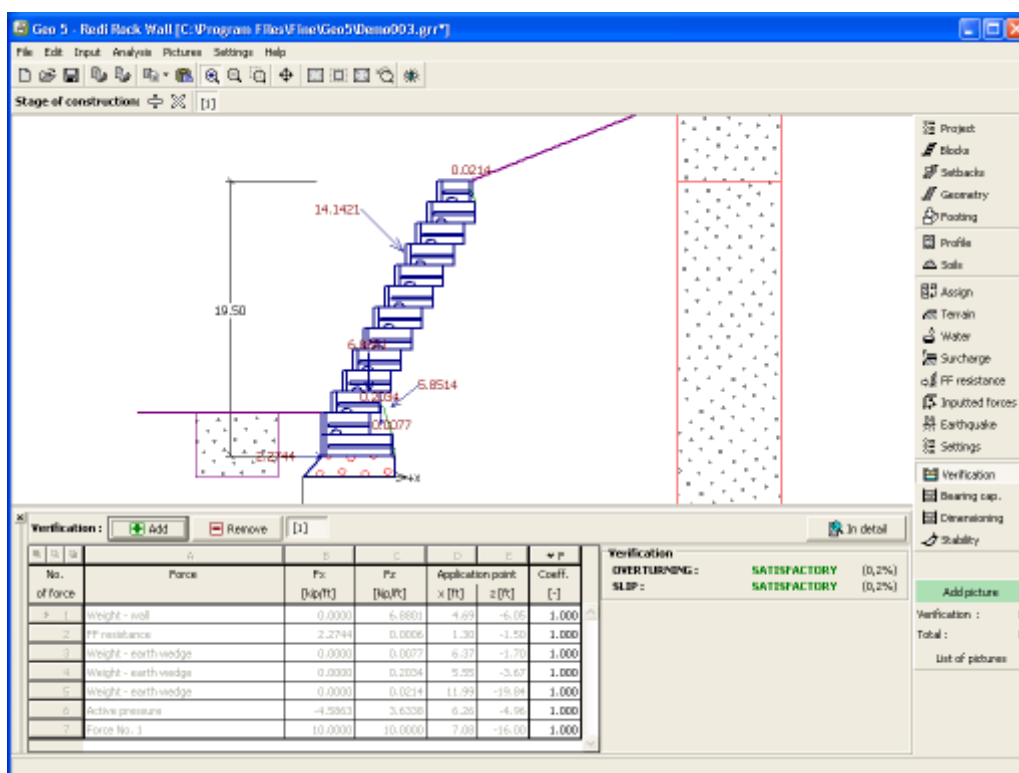 Geo 5 - Redi Rock Wall [C:\Program Files\Fine\Geo5\Demo003.grr*]
File Edit Input Analysis Pictures Settings Help
Stage of construction: [1]
0.0214
14.1421
19.50
5.8514
0.2034
0.0077
2.2744
+x
Project
Blocks
Setbacks
Geometry
Footing
Profile
Soils
Assign
Terrain
Water
Surcharge
FF resistance
Inputted forces
Earthquake
Settings
Verification
Bearing cap.
Dimensioning
Stability
Add picture
Verification :
Total :
List of pictures
Verification : Add Remove [1] In detail
A B C D E F
No. Force Fx Fz Application point Coeff.
of force [kip/ft] [kip/ft] x [ft] z [ft] [-]
1 Weight - wall 0.0000 6.8801 4.69 -6.05 1.000
2 FF resistance 2.2744 0.0006 1.30 -1.50 1.000
3 Weight - earth wedge 0.0000 0.0077 6.37 -1.70 1.000
4 Weight - earth wedge 0.0000 0.2034 5.55 -3.67 1.000
5 Weight - earth wedge 0.0000 0.0214 11.99 -19.84 1.000
6 Active pressure -4.5863 3.6338 6.26 -4.96 1.000
7 Force No. 1 10.0000 10.0000 7.08 -16.00 1.000
Verification
OVERTURNING : SATISFACTORY (0,2%)
SLIP : SATISFACTORY (0,2%)